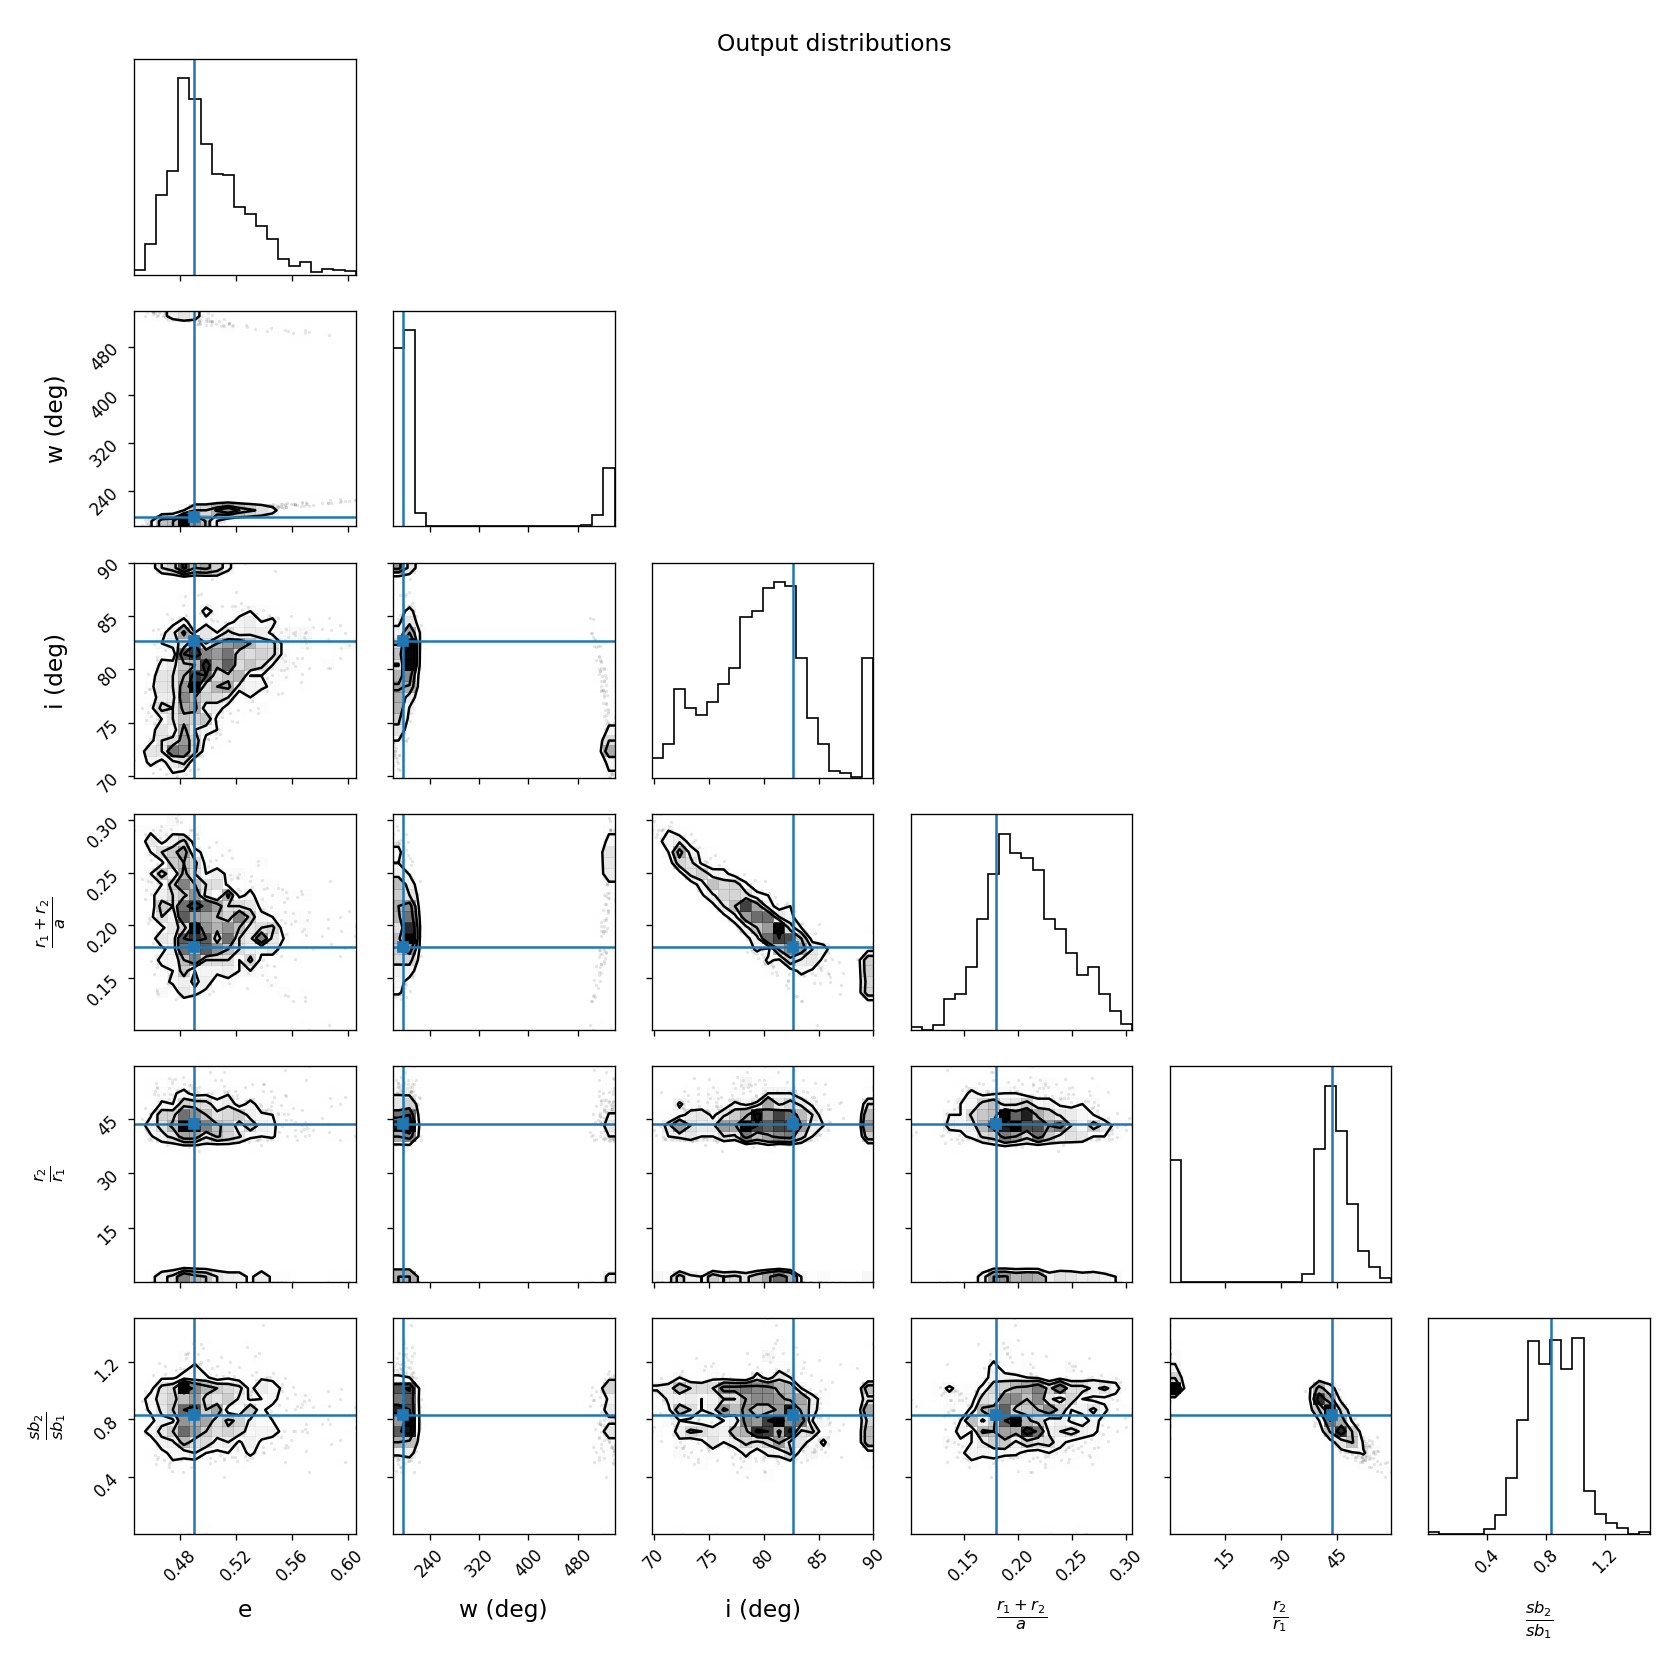 Output distributions
w (deg)
480
400
320
240
i (deg)
90
85
80
75
70
r₁ + r₂
a
0.30
0.25
0.20
0.15
r₂
r₁
45
30
15
sb₂
sb₁
1.2
0.8
0.4
0.48 0.52 0.56 0.60 240 320 400 480 70 75 80 85 90 0.15 0.20 0.25 0.30 15 30 45 0.4 0.8 1.2
e w (deg) i (deg) r₁ + r₂ r₂ sb₂
a r₁ sb₁